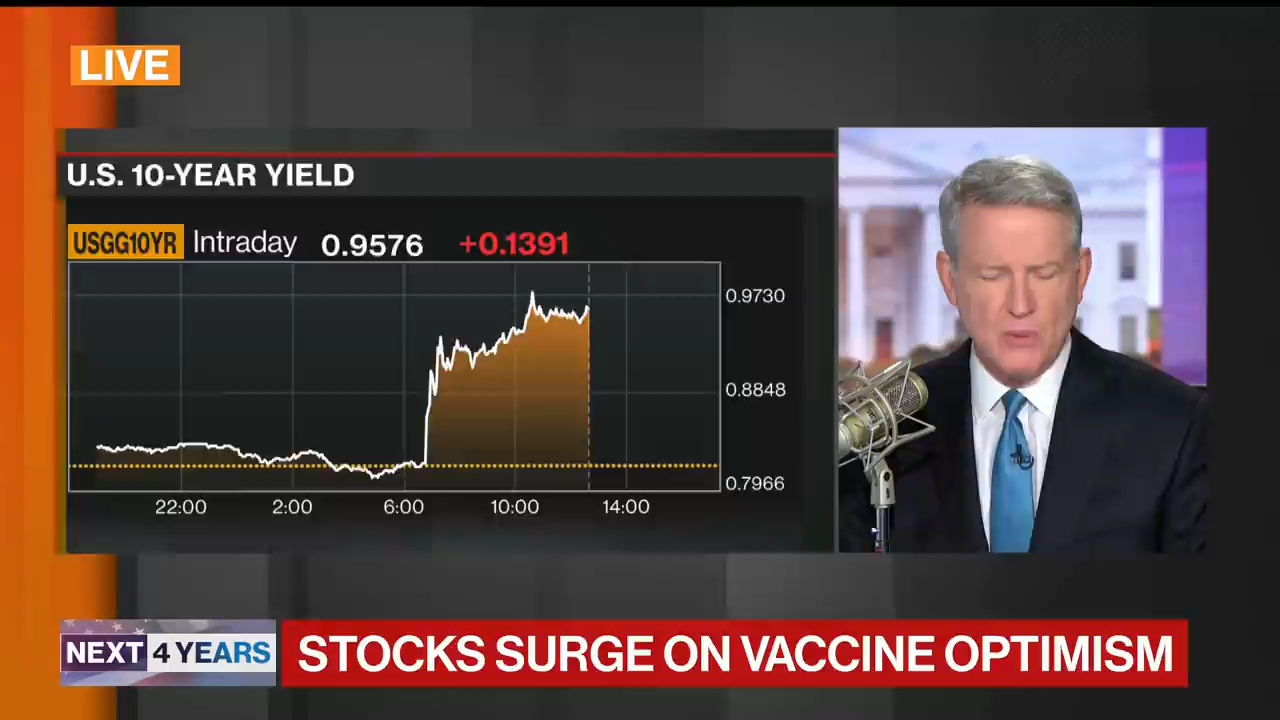 LIVE
U.S. 10-YEAR YIELD
USGG10YR Intraday 0.9576 +0.1391
0.9730
0.8848
0.7966
22:00 2:00 6:00 10:00 14:00
NEXT 4 YEARS
STOCKS SURGE ON VACCINE OPTIMISM